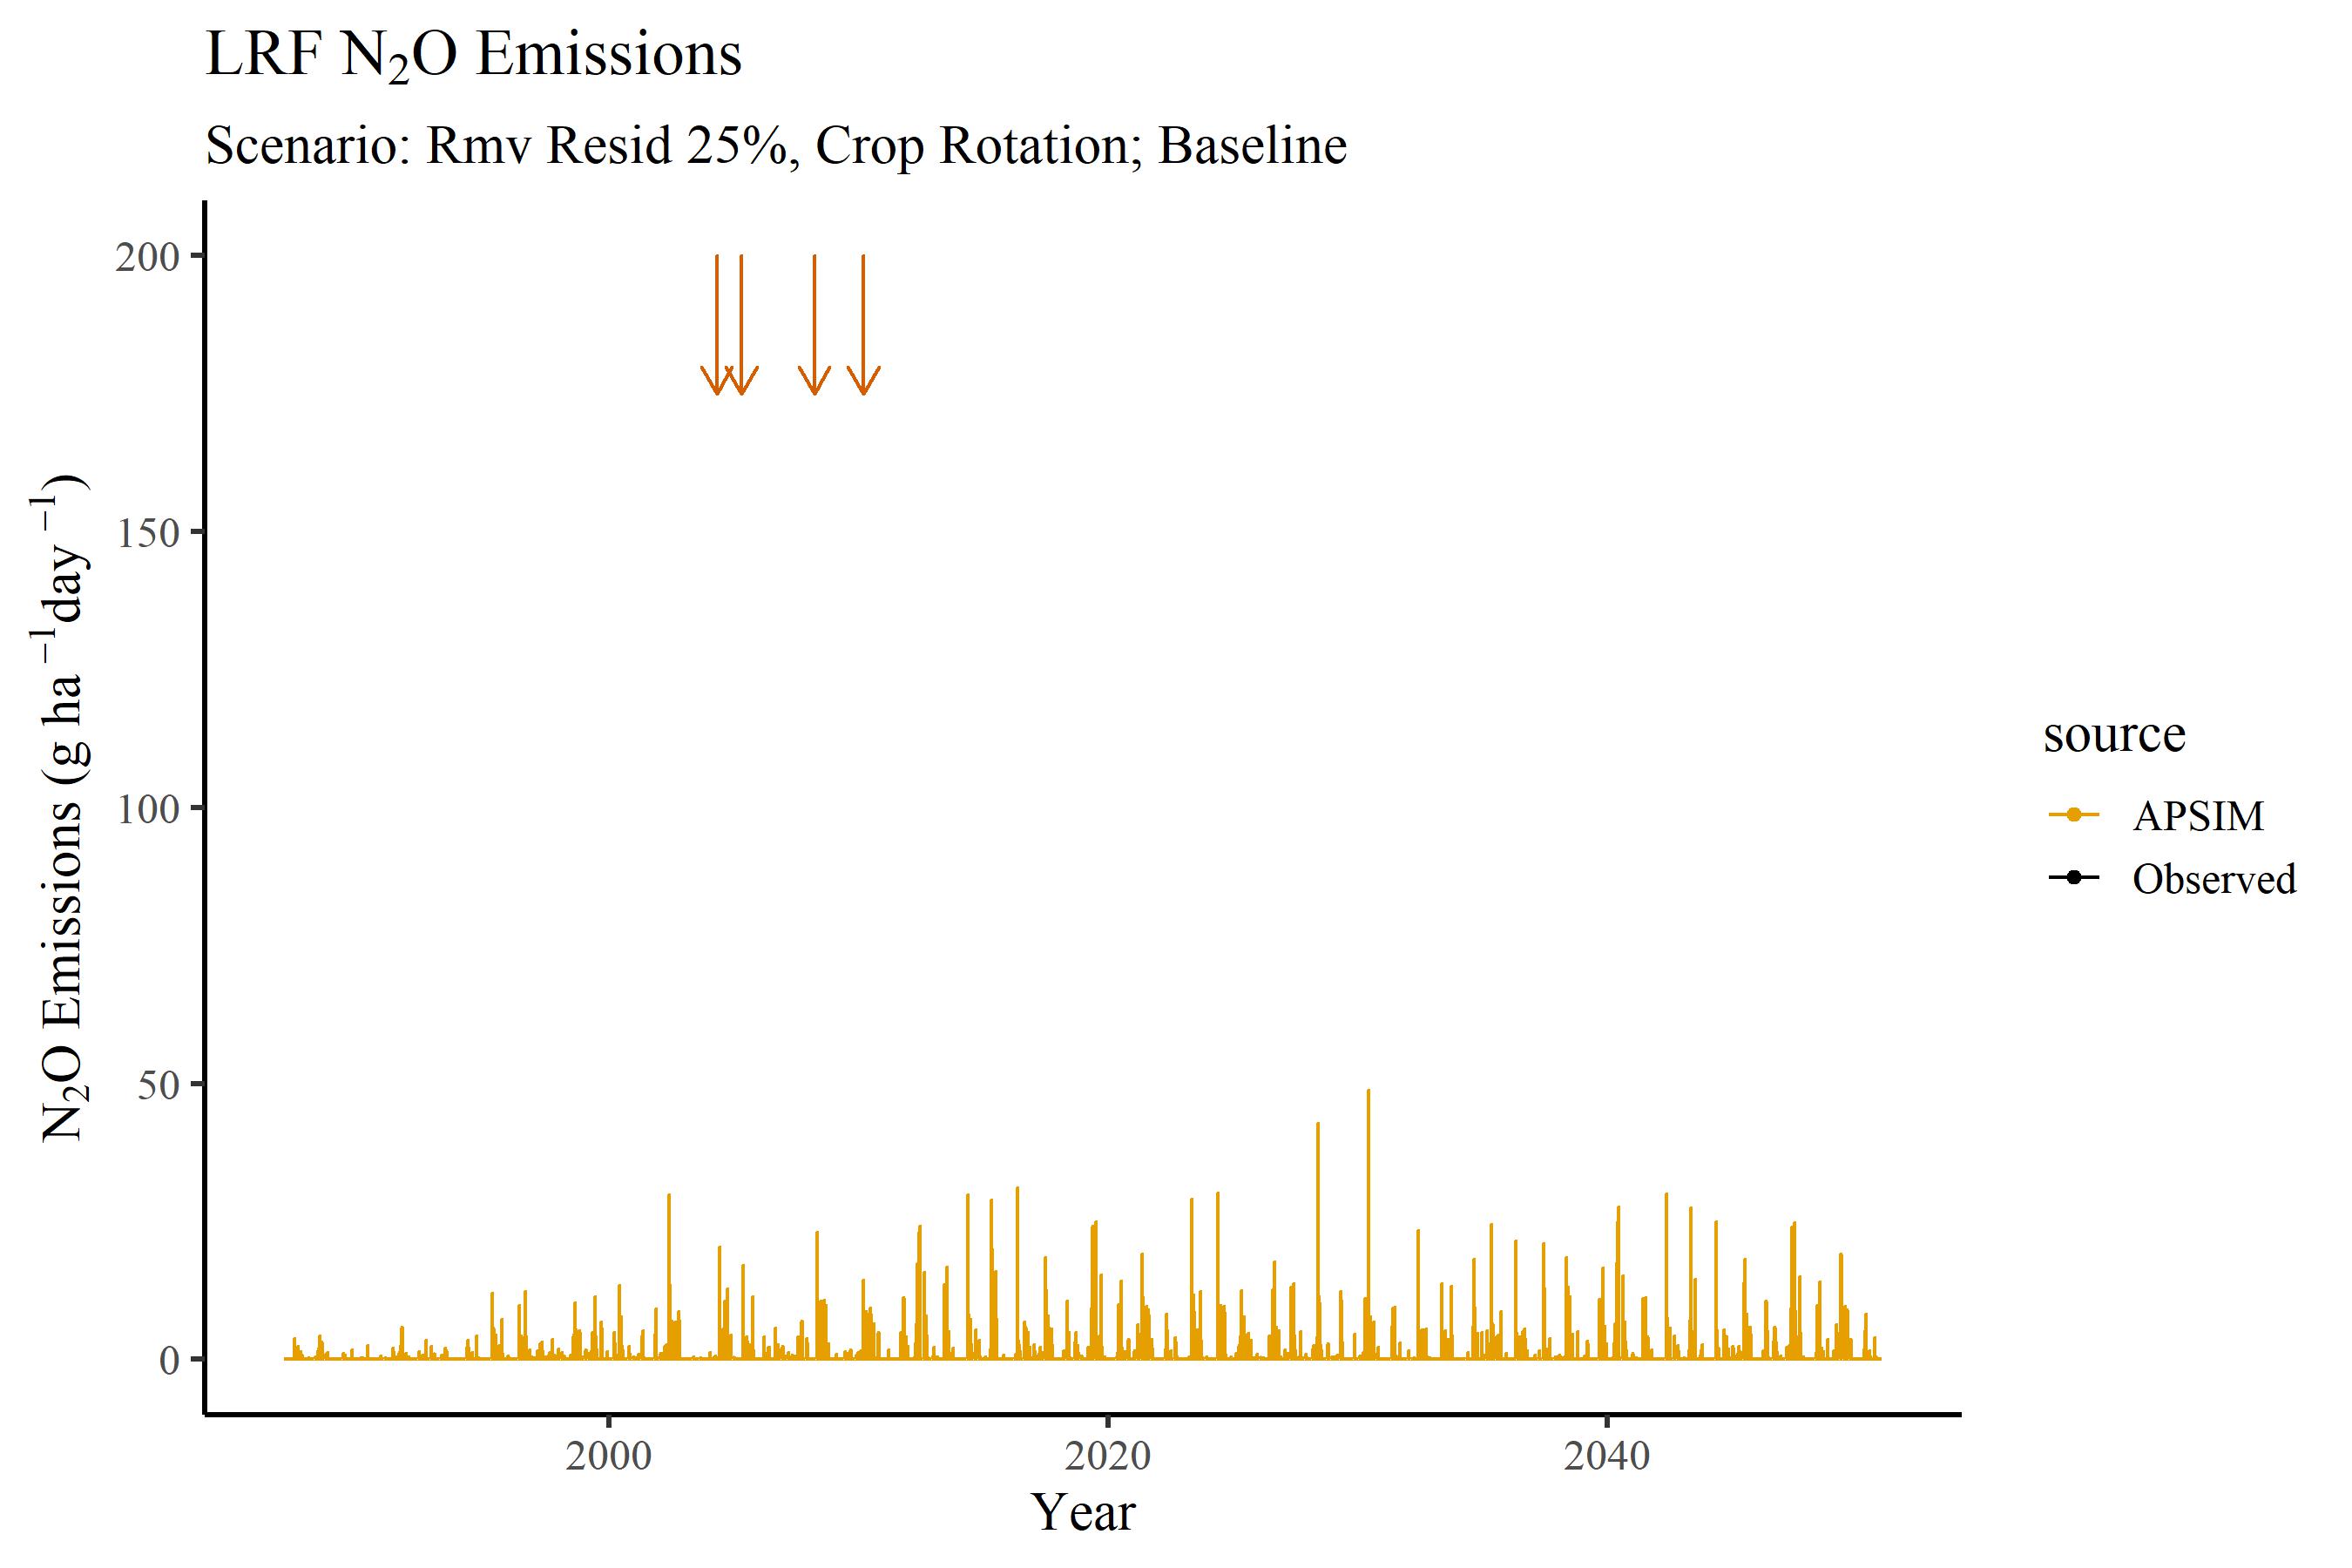 LRF N₂O Emissions
Scenario: Rmv Resid 25%, Crop Rotation; Baseline
N₂O Emissions (g ha ⁻¹day ⁻¹)
200
150
100
50
0
2000 2020 2040
Year
source
APSIM
Observed